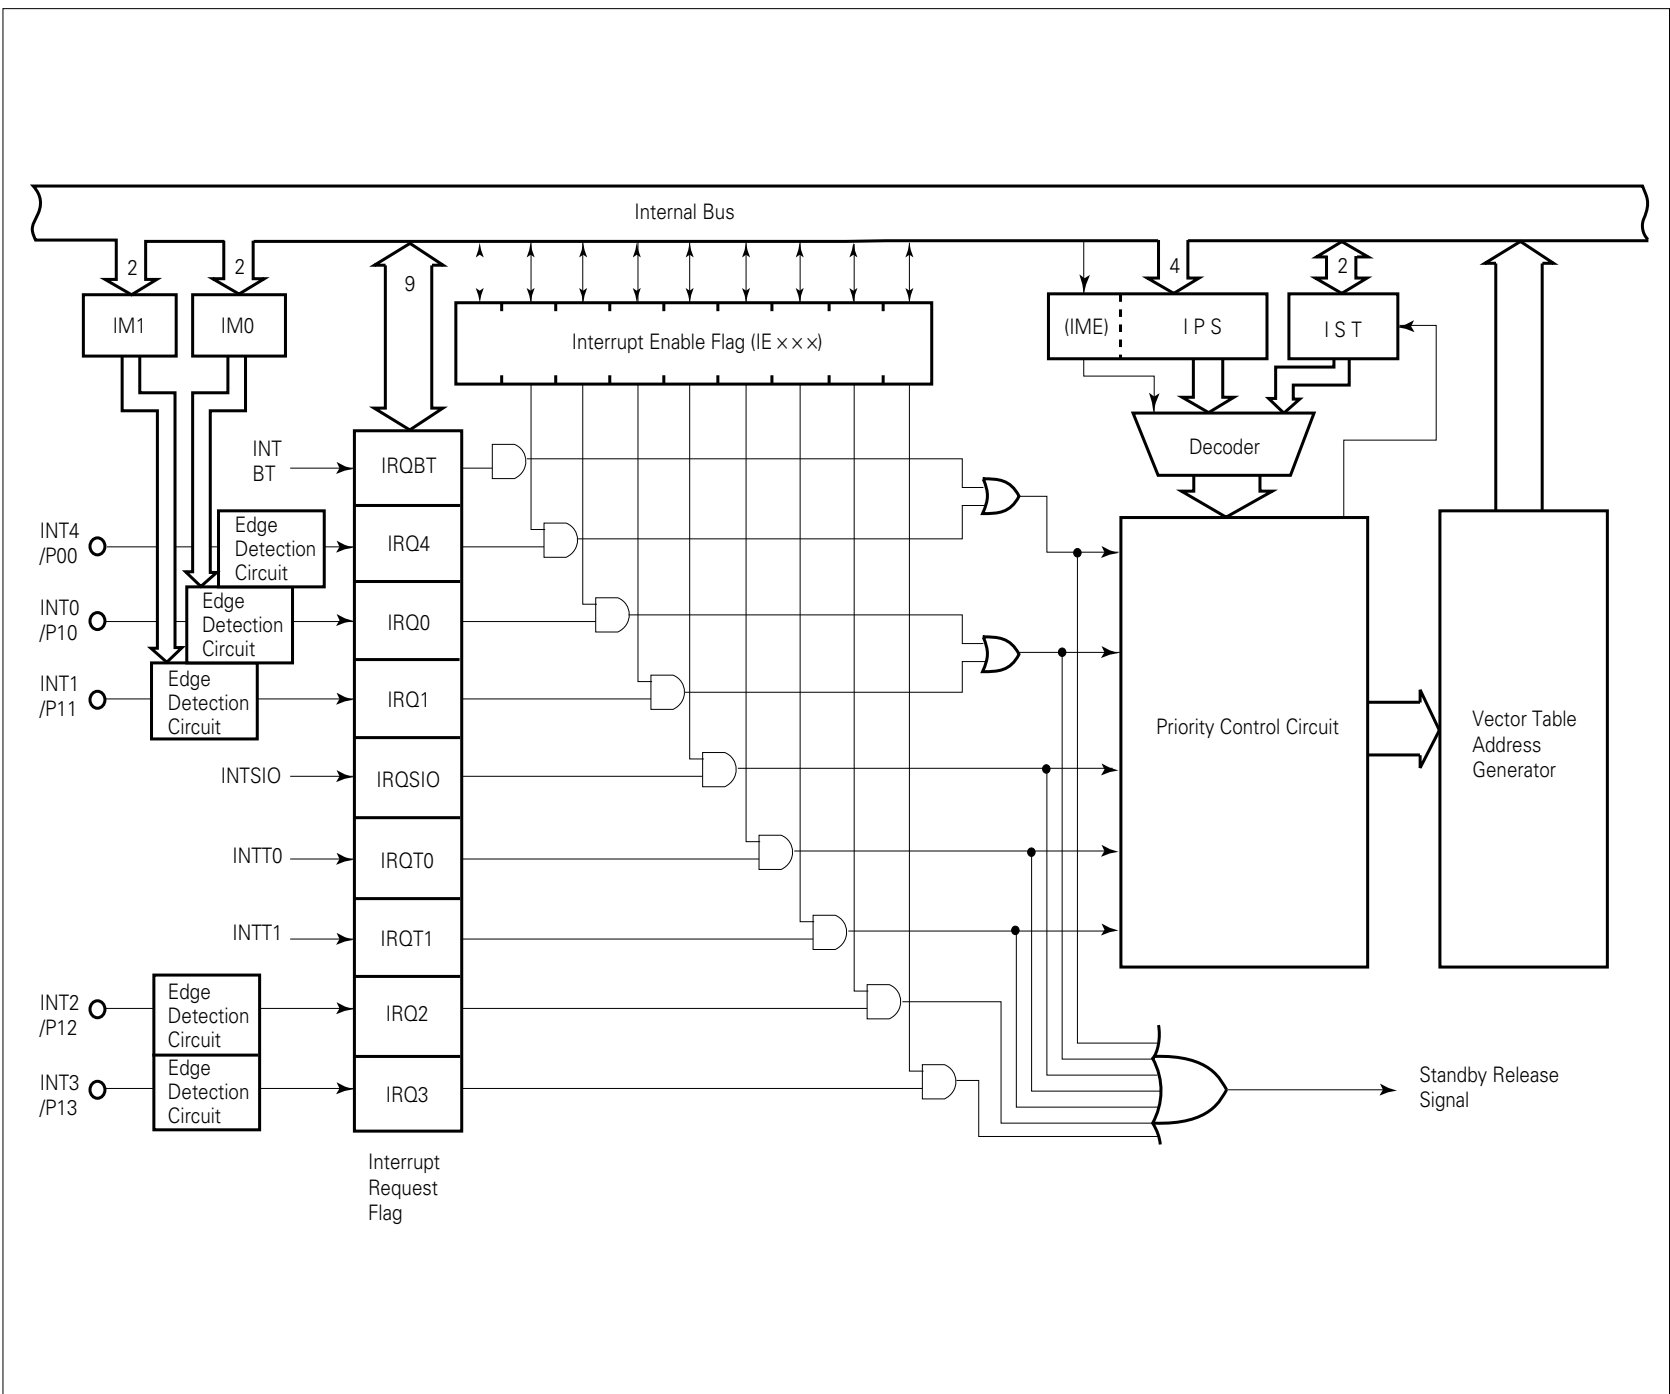 Internal Bus
2
2
9
4
2
IM1
IM0
Interrupt Enable Flag (IE × × ×)
(IME)
I P S
I S T
Decoder
INT
BT
IRQBT
INT4
/P00
Edge
Detection
Circuit
IRQ4
INT0
/P10
Edge
Detection
Circuit
IRQ0
INT1
/P11
Edge
Detection
Circuit
IRQ1
INTSIO
IRQSIO
INTT0
IRQT0
INTT1
IRQT1
INT2
/P12
Edge
Detection
Circuit
IRQ2
INT3
/P13
Edge
Detection
Circuit
IRQ3
Interrupt
Request
Flag
Priority Control Circuit
Vector Table
Address
Generator
Standby Release
Signal